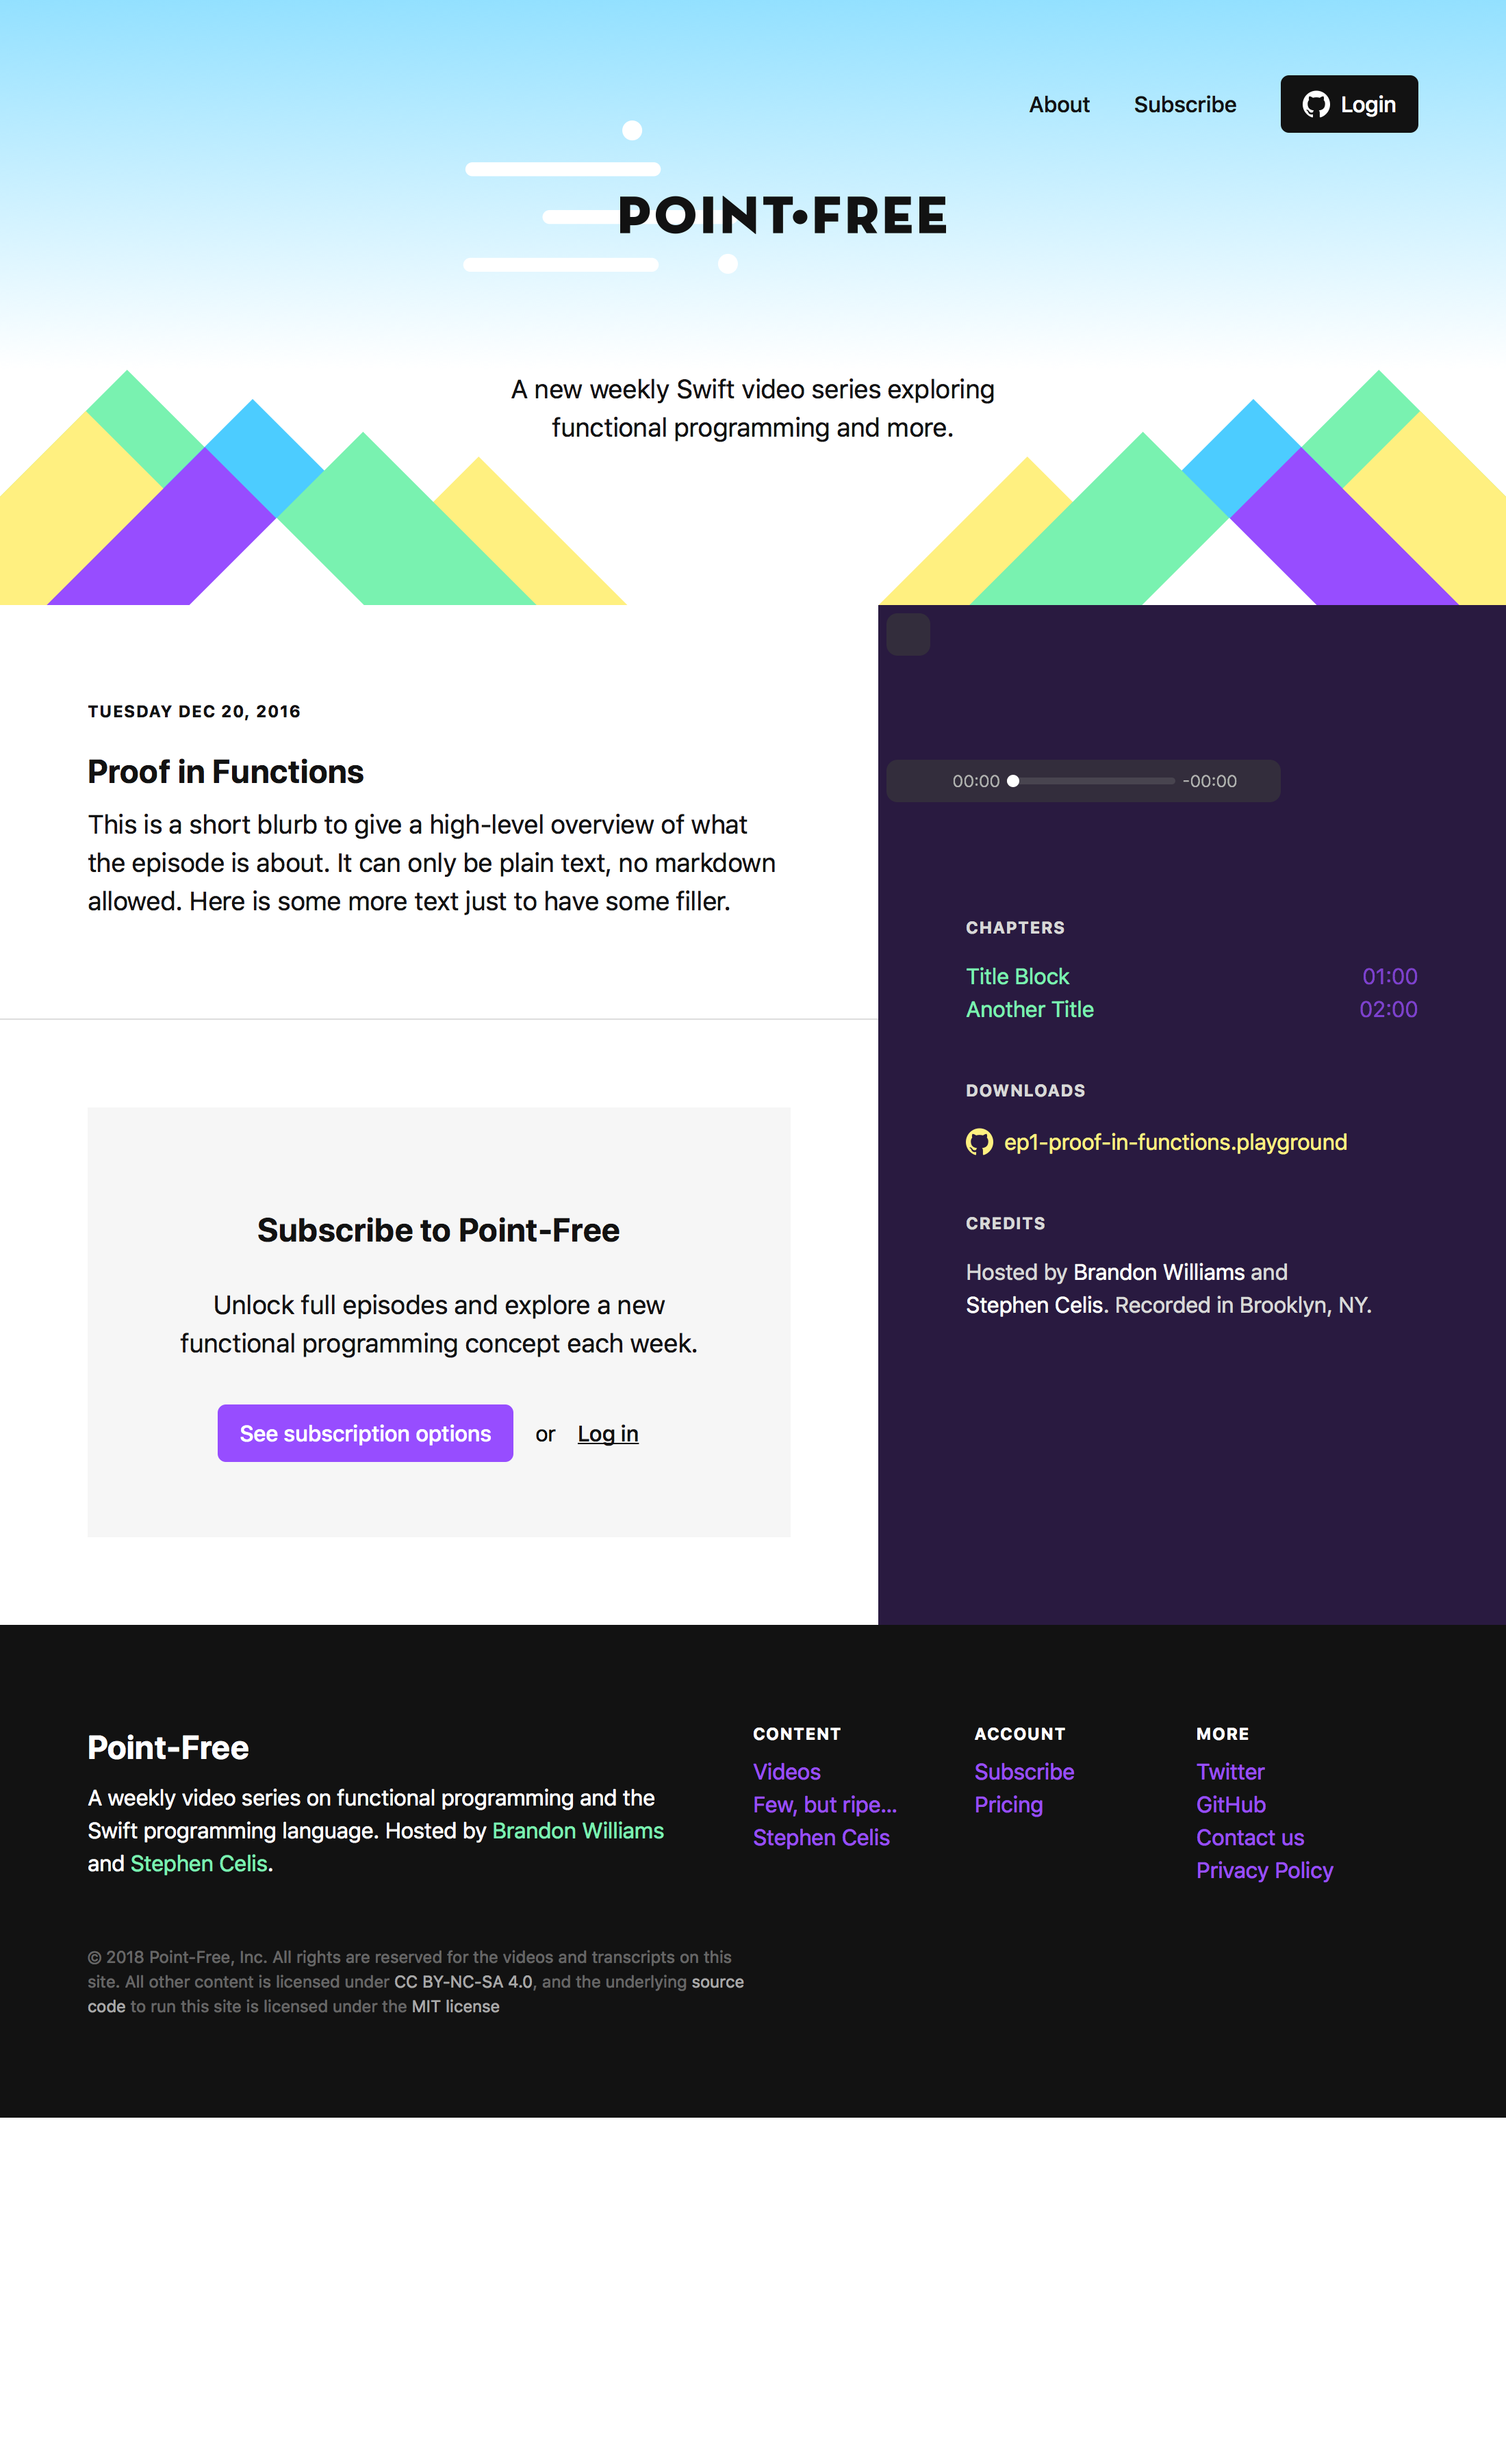 About Subscribe Login
POINT•FREE
A new weekly Swift video series exploring
functional programming and more.
TUESDAY DEC 20, 2016
Proof in Functions
This is a short blurb to give a high-level overview of what
the episode is about. It can only be plain text, no markdown
allowed. Here is some more text just to have some filler.
Subscribe to Point-Free
Unlock full episodes and explore a new
functional programming concept each week.
See subscription options or Log in
00:00 -00:00
CHAPTERS
Title Block 01:00
Another Title 02:00
DOWNLOADS
ep1-proof-in-functions.playground
CREDITS
Hosted by Brandon Williams and
Stephen Celis. Recorded in Brooklyn, NY.
Point-Free
A weekly video series on functional programming and the
Swift programming language. Hosted by Brandon Williams
and Stephen Celis.
CONTENT
Videos
Few, but ripe...
Stephen Celis
ACCOUNT
Subscribe
Pricing
MORE
Twitter
GitHub
Contact us
Privacy Policy
© 2018 Point-Free, Inc. All rights are reserved for the videos and transcripts on this
site. All other content is licensed under CC BY-NC-SA 4.0, and the underlying source
code to run this site is licensed under the MIT license